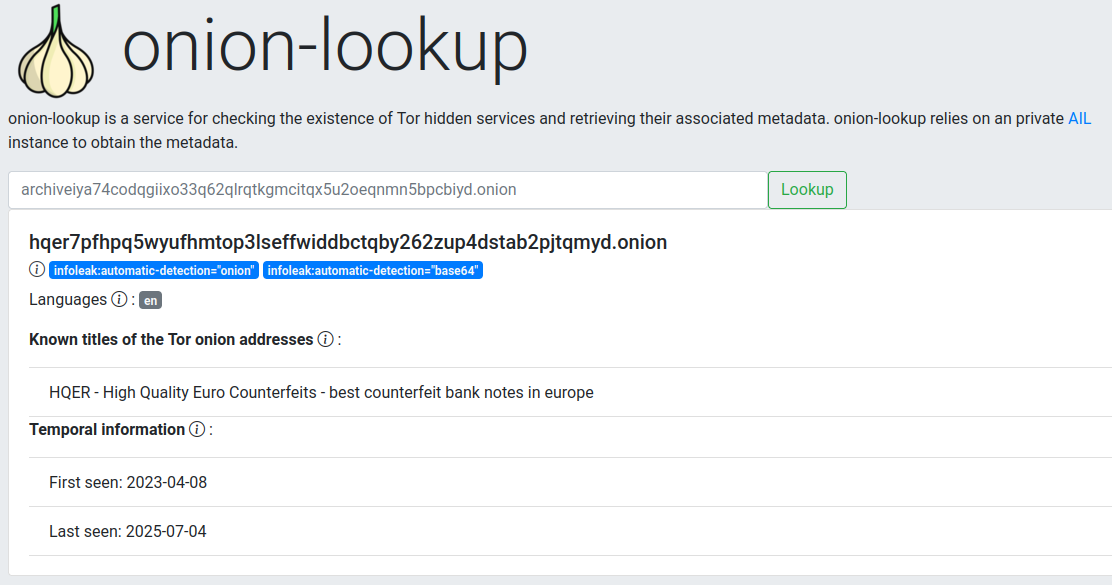 onion-lookup
onion-lookup is a service for checking the existence of Tor hidden services and retrieving their associated metadata. onion-lookup relies on an private AIL
instance to obtain the metadata.
archiveiya74codqgiixo33q62qlrqtkgmcitqx5u2oeqnmn5bpcbiyd.onion
Lookup
hqer7pfhpq5wyufhmtop3lseffwiddbctqby262zup4dstab2pjtqmyd.onion
infoleak:automatic-detection="onion" infoleak:automatic-detection="base64"
Languages : en
Known titles of the Tor onion addresses :
HQER - High Quality Euro Counterfeits - best counterfeit bank notes in europe
Temporal information :
First seen: 2023-04-08
Last seen: 2025-07-04